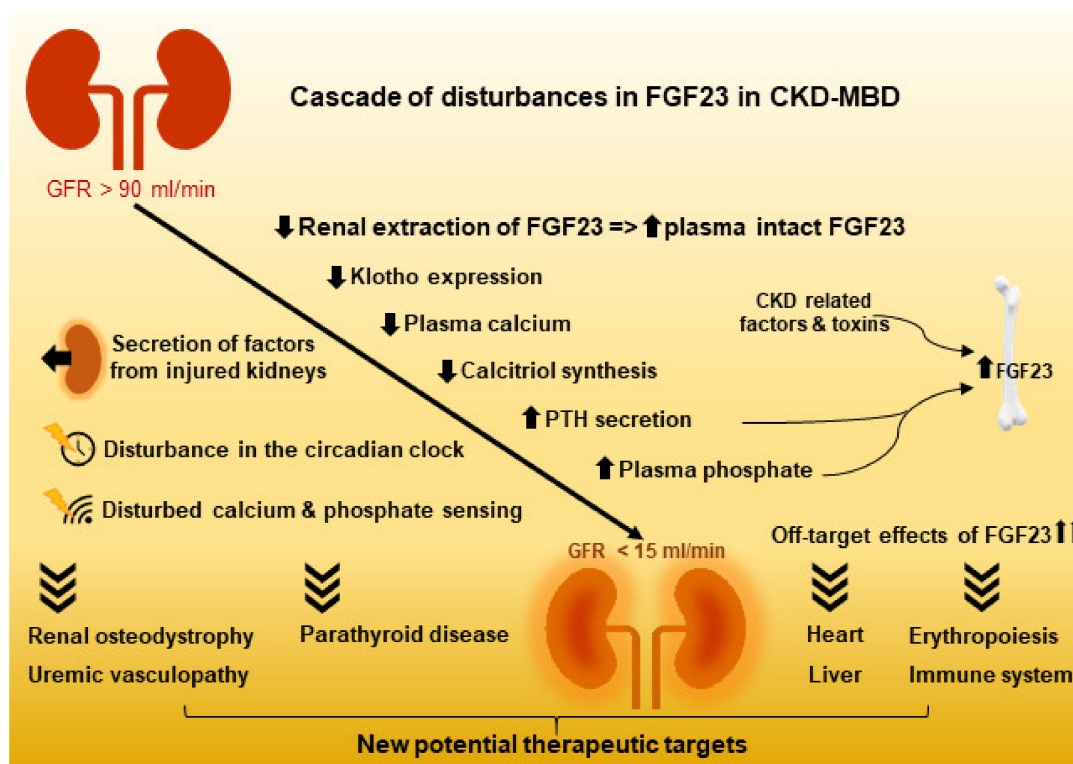 Cascade of disturbances in FGF23 in CKD-MBD
GFR > 90 ml/min
⬇Renal extraction of FGF23 => ⬆plasma intact FGF23
⬇Klotho expression
⬇Plasma calcium
⬇Calcitriol synthesis
⬆PTH secretion
⬆Plasma phosphate
CKD related
factors & toxins
⬆FGF23
Secretion of factors
from injured kidneys
Disturbance in the circadian clock
Disturbed calcium & phosphate sensing
GFR < 15 ml/min
Off-target effects of FGF23⬆⬆
Renal osteodystrophy
Uremic vasculopathy
Parathyroid disease
Heart
Liver
Erythropoiesis
Immune system
New potential therapeutic targets